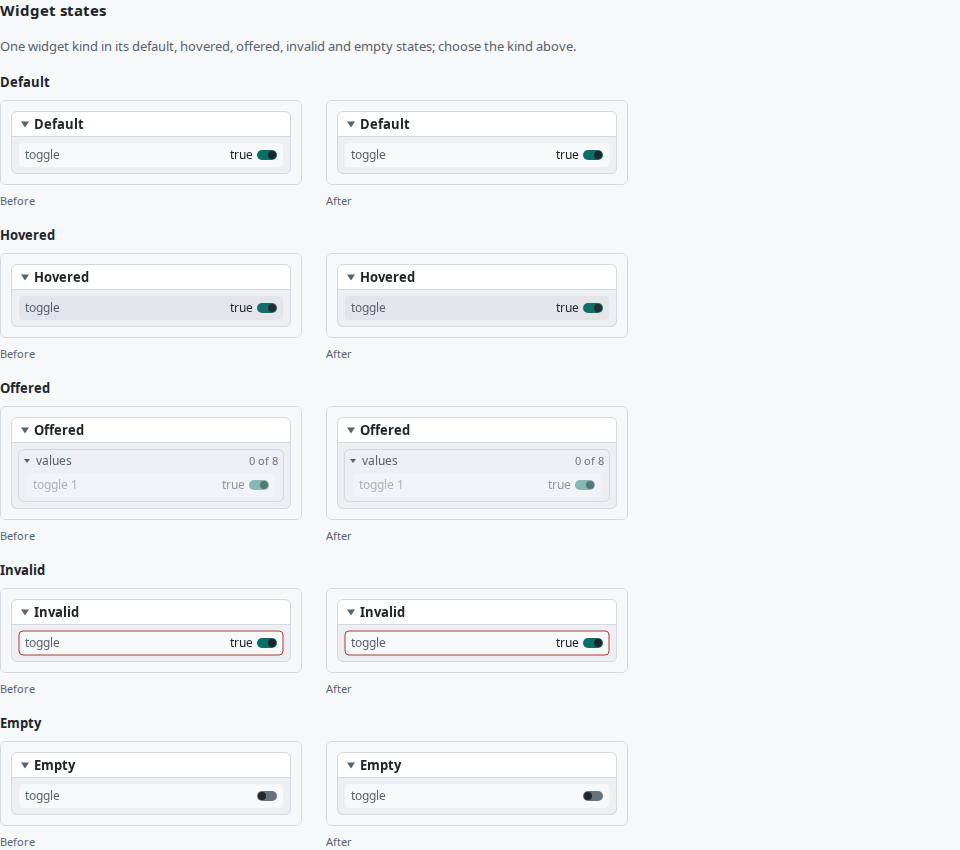 Widget states
One widget kind in its default, hovered, offered, invalid and empty states; choose the kind above.
Default
Default
toggle true
Default
toggle true
Before
After
Hovered
Hovered
toggle true
Hovered
toggle true
Before
After
Offered
Offered
values 0 of 8
toggle 1 true
Offered
values 0 of 8
toggle 1 true
Before
After
Invalid
Invalid
toggle true
Invalid
toggle true
Before
After
Empty
Empty
toggle
Empty
toggle
Before
After